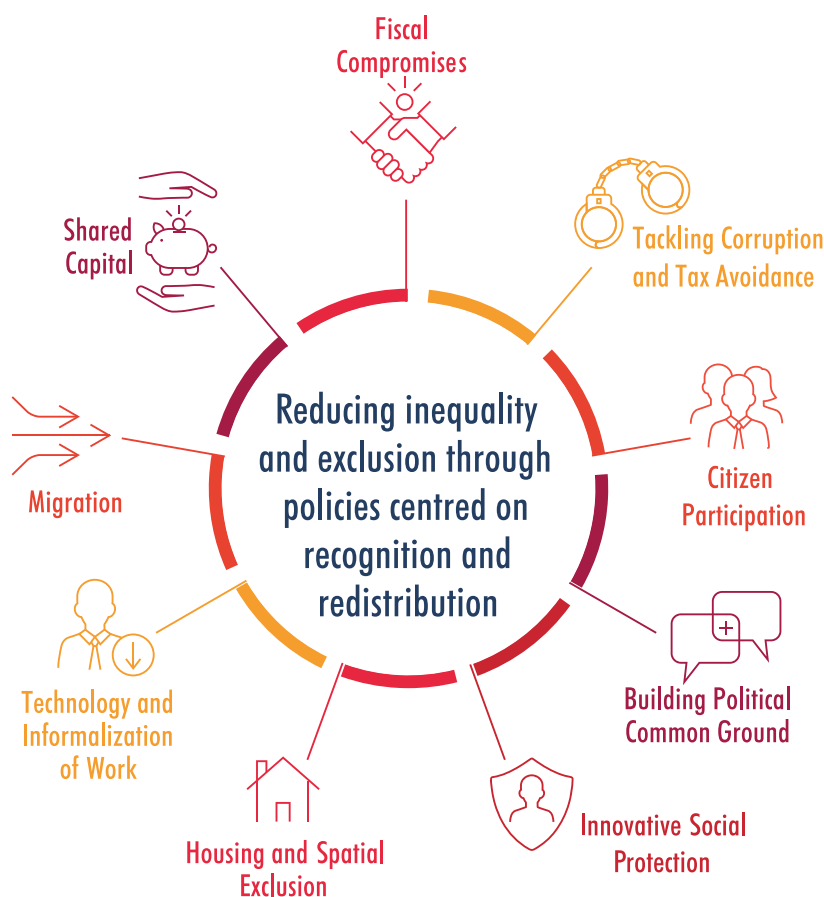 Fiscal
Compromises
Tackling Corruption
and Tax Avoidance
Citizen
Participation
Building Political
Common Ground
Innovative Social
Protection
Housing and Spatial
Exclusion
Technology and
Informalization
of Work
Migration
Shared
Capital
Reducing inequality
and exclusion through
policies centred on
recognition and
redistribution